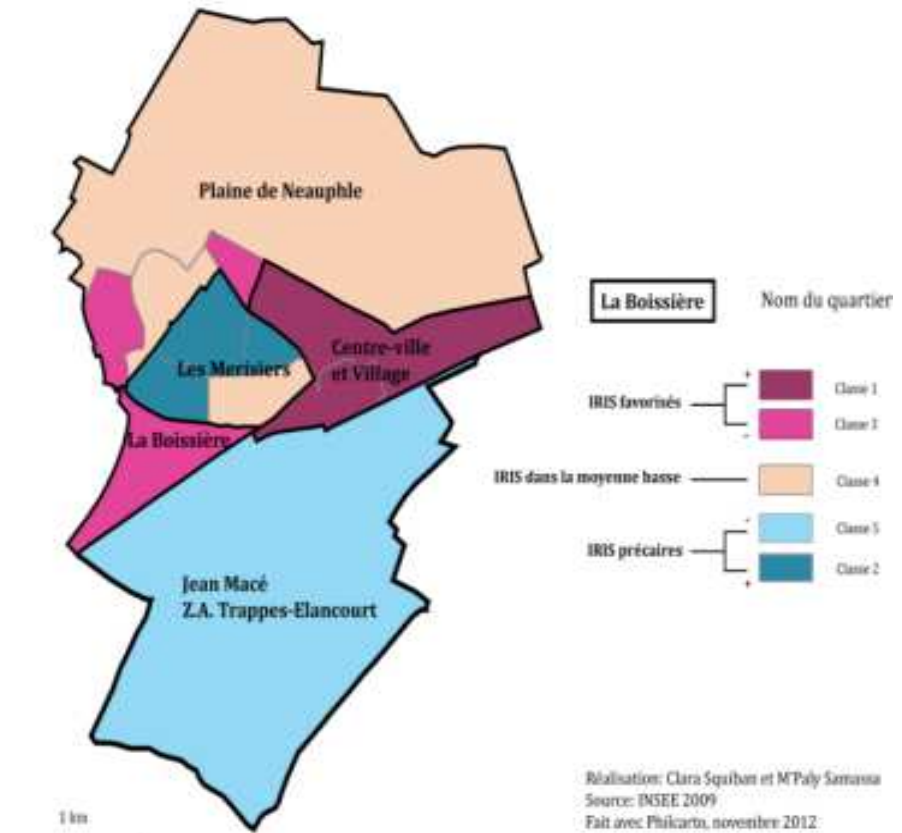 Plaine de Neauphle
La Boissière
Nom du quartier
Centre-ville
et Village
Les Merisiers
La Boissière
Jean Macé
Z.A. Trappes-Elancourt
IRIS favorisés
+
-
Classe 1
Classe 3
IRIS dans la moyenne basse
Classe 4
IRIS précaires
-
+
Classe 5
Classe 2
1 km
Réalisation: Clara Squiban et M'Paly Samassa
Source: INSEE 2009
Fait avec Philcarto, novembre 2012